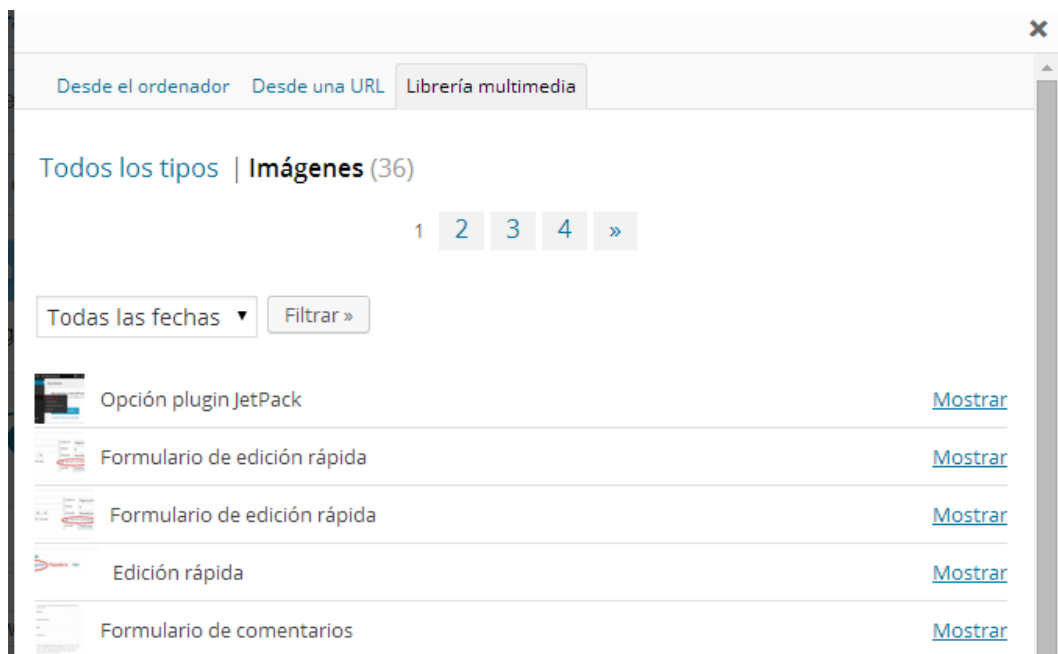 Desde el ordenador Desde una URL Librería multimedia
Todos los tipos | Imágenes (36)
1 2 3 4 »
Todas las fechas Filtrar »
Opción plugin JetPack Mostrar
Formulario de edición rápida Mostrar
Formulario de edición rápida Mostrar
Edición rápida Mostrar
Formulario de comentarios Mostrar